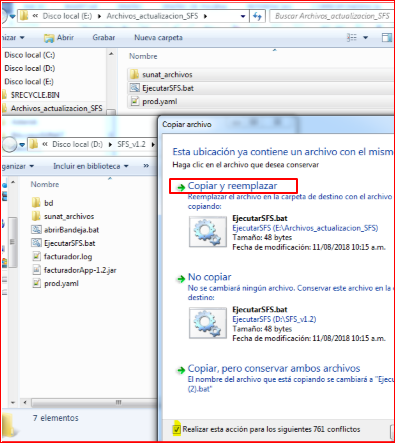 Disco local (E:) ▸ Archivos_actualizacion_SFS ▸
Buscar Archivos_actualizacion_SFS
nizar ▾ Abrir Grabar Nueva carpeta
Disco local (C:)
Disco local (D:)
Disco local (E:)
$RECYCLE.BIN
Archivos_actualizacion_SFS
sunat_archivos
EjecutarSFS.bat
prod.yaml
Disco local (D:) ▸ SFS_v1.2 ▸
ganizar ▾ Incluir en biblioteca ▾ »
bd
sunat_archivos
abrirBandeja.bat
EjecutarSFS.bat
facturador.log
facturadorApp-1.2.jar
prod.yaml
7 elementos
Copiar archivo
Esta ubicación ya contiene un archivo con el mism
Haga clic en el archivo que desea conservar
Copiar y reemplazar
Reemplazar el archivo en la carpeta de destino con el archivo
copiando:
EjecutarSFS.bat
EjecutarSFS (E:\Archivos_actualizacion_SFS)
Tamaño: 48 bytes
Fecha de modificación: 11/08/2018 10:15 a.m.
No copiar
No se cambiará ningún archivo. Conservar este archivo en la c
destino:
EjecutarSFS.bat
EjecutarSFS (D:\SFS_v1.2)
Tamaño: 48 bytes
Fecha de modificación: 11/08/2018 10:15 a.m.
Copiar, pero conservar ambos archivos
El nombre del archivo que está copiando se cambiará a "Ejec
(2).bat"
Realizar esta acción para los siguientes 761 conflictos